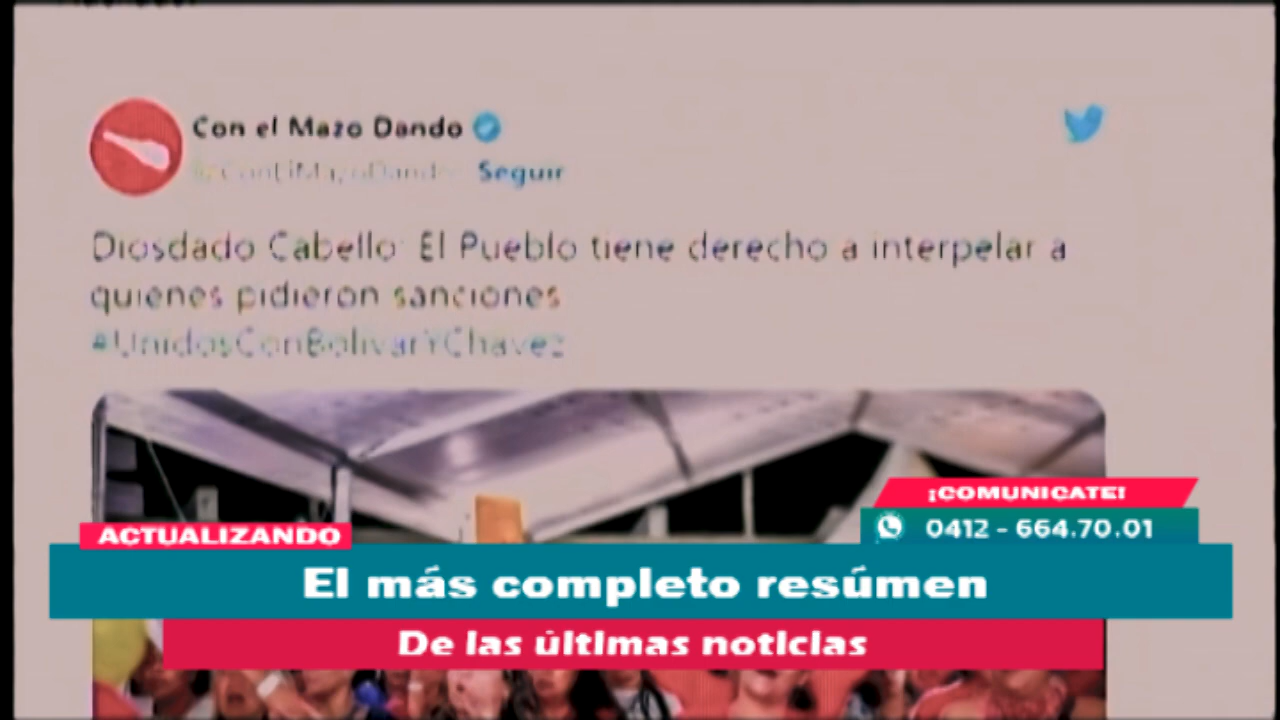 Con el Mazo Dando
Seguir
Diosdado Cabello: El Pueblo tiene derecho a interpelar a
quienes pidieron sanciones
#UnidosConBolivarYChavez
¡COMUNICATE!
0412 - 664.70.01
ACTUALIZANDO
El más completo resúmen
De las últimas noticias